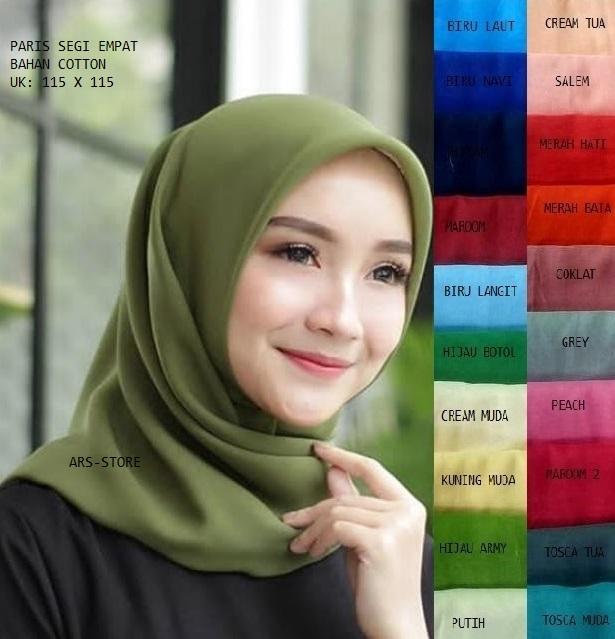 PARIS SEGI EMPAT
BAHAN COTTON
UK: 115 X 115
ARS-STORE
BIRU LAUT
BIRU NAVI
MAROOM
BIRU LANGIT
HIJAU BOTOL
CREAM MUDA
KUNING MUDA
HIJAU ARMY
PUTIH
CREAM TUA
SALEM
MERAH HATI
MERAH BATA
COKLAT
GREY
PEACH
MAROOM 2
TOSCA TUA
TOSCA MUDA